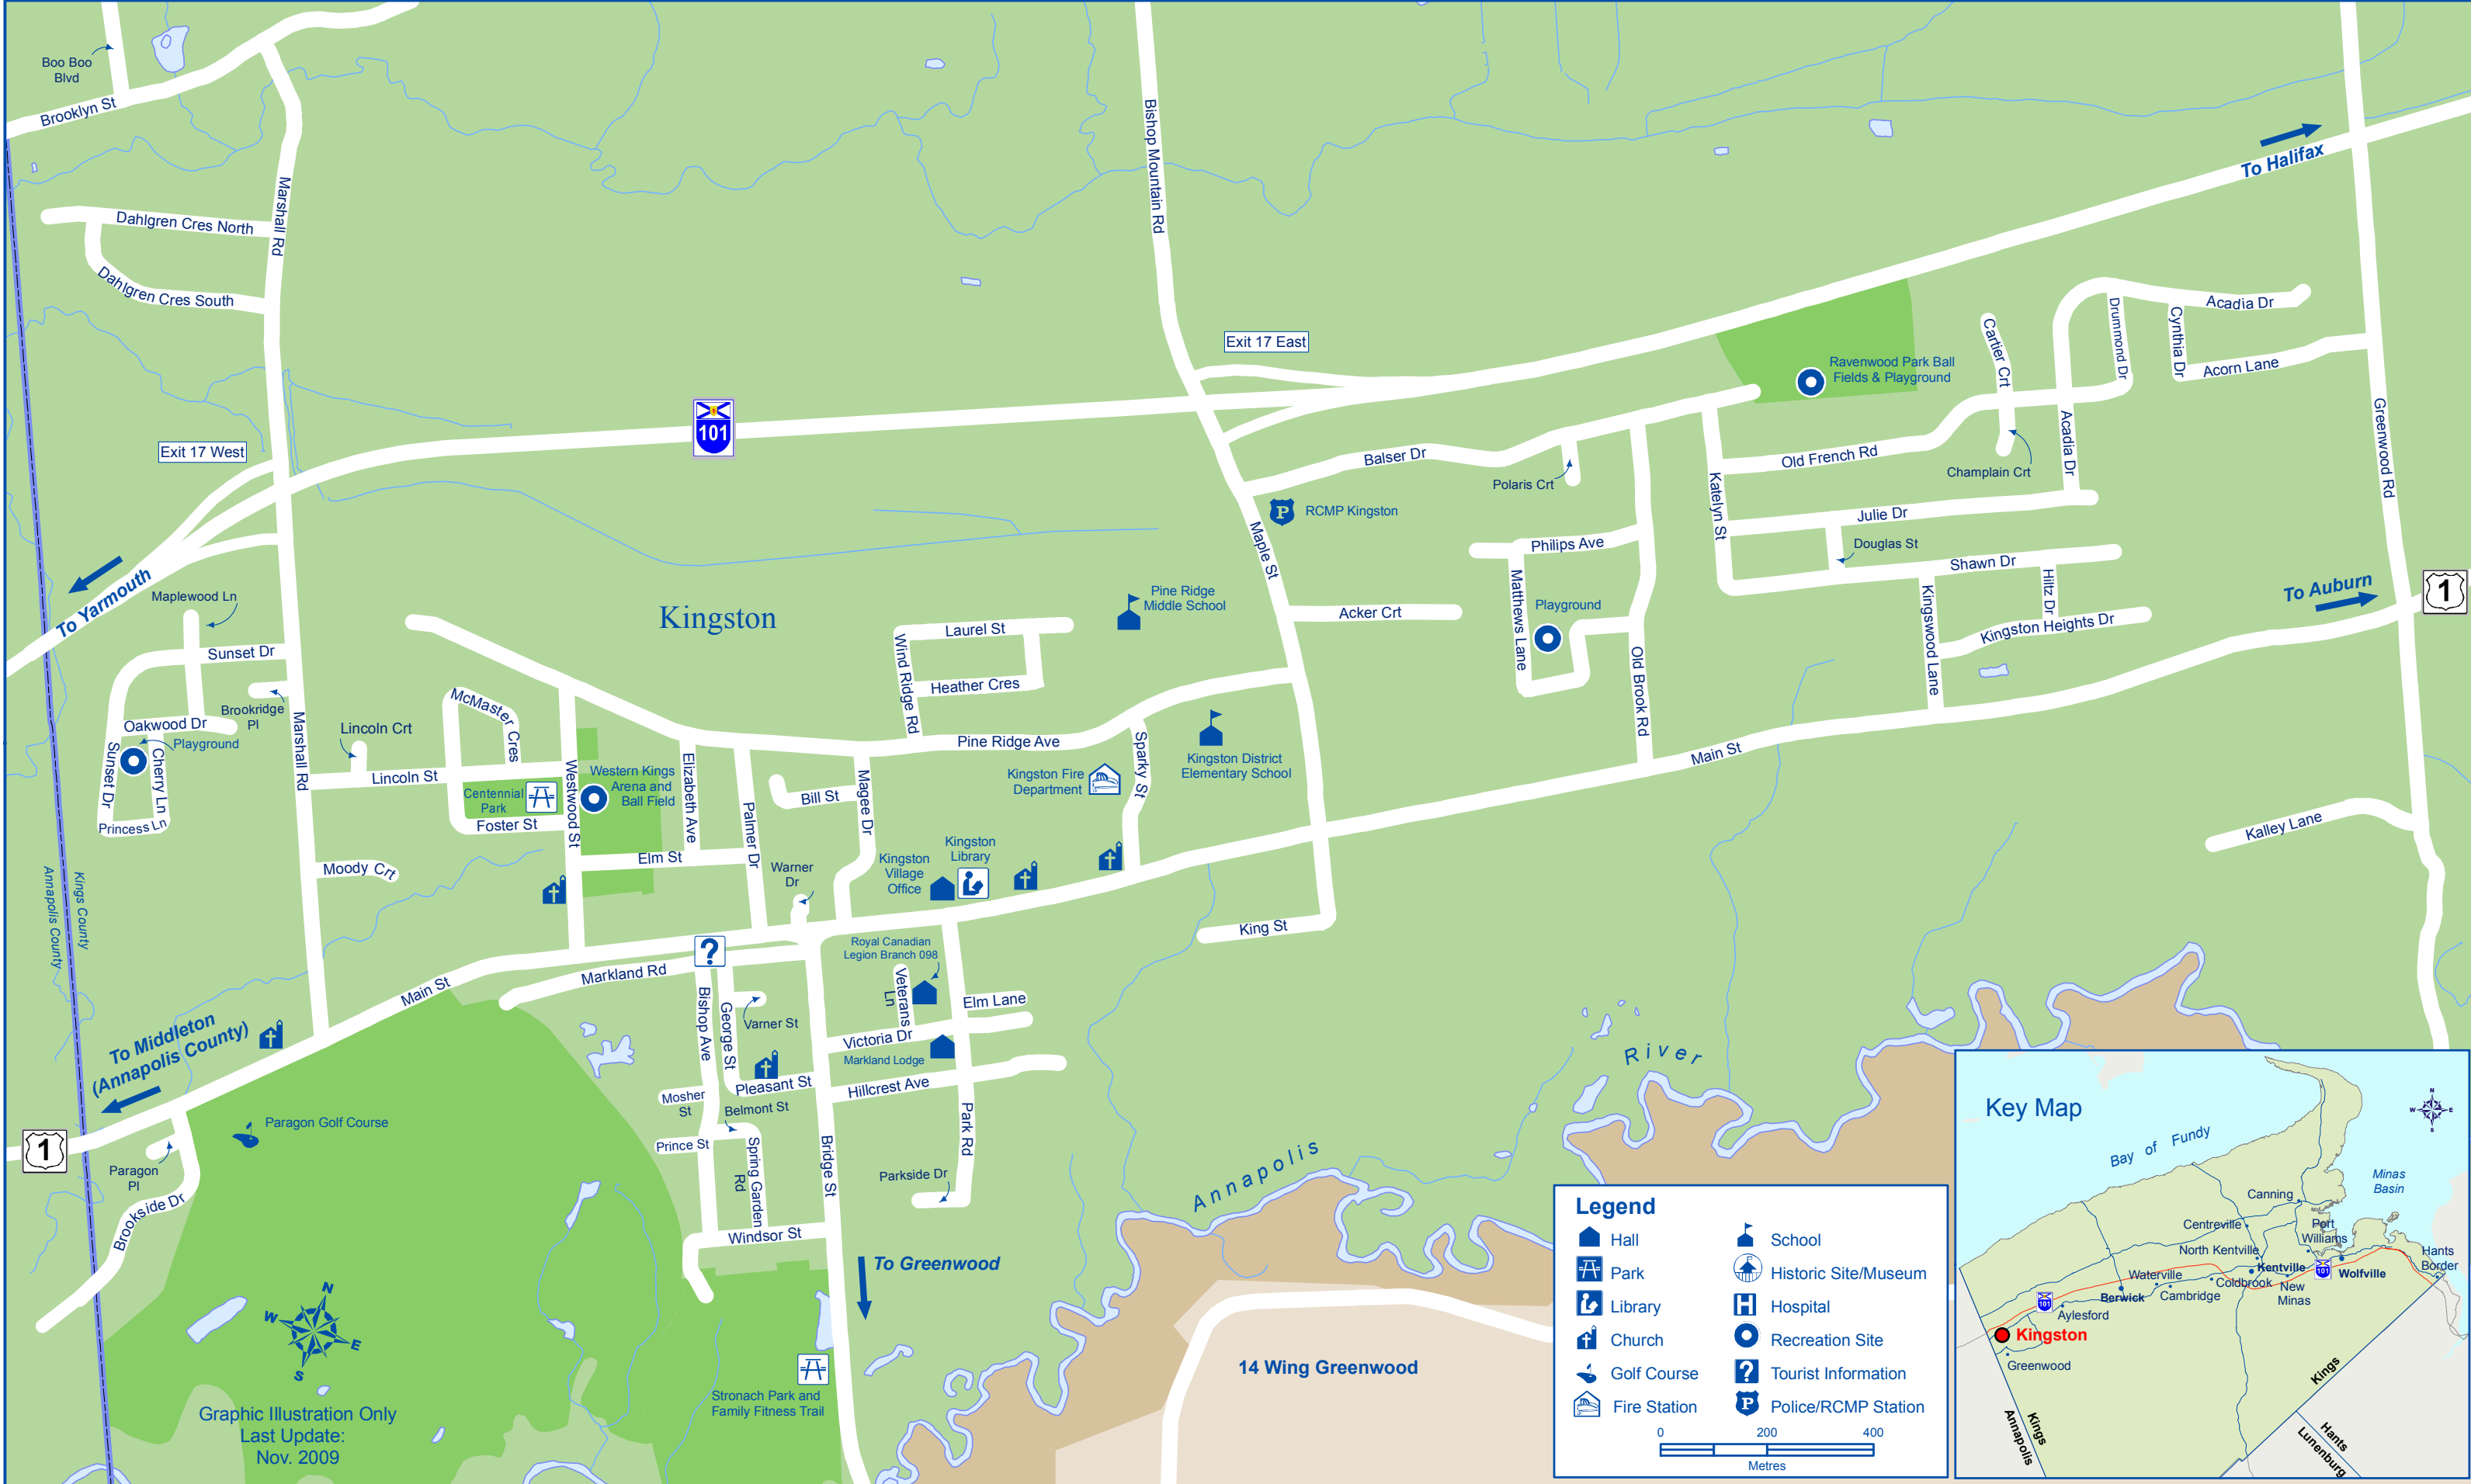 Boo Boo
Blvd
Brooklyn St
Marshall Rd
Dahlgren Cres North
Dahlgren Cres South
Bishop Mountain Rd
To Halifax
Exit 17 East
Exit 17 West
101
Ravenwood Park Ball
Fields & Playground
Cartier Crt
Drummond Dr
Acadia Dr
Cynthia Dr
Acorn Lane
Greenwood Rd
Acadia Dr
Old French Rd
Champlain Crt
Balser Dr
Polaris Crt
Katelyn St
Julie Dr
Douglas St
P
RCMP Kingston
Maple St
Philips Ave
Matthews Lane
Playground
Shawn Dr
Hiltz Dr
Kingswood Lane
Kingston Heights Dr
To Auburn
1
To Yarmouth
Maplewood Ln
Sunset Dr
Brookridge
Pl
Oakwood Dr
Playground
Sunset Dr
Cherry Ln
Princess Ln
Marshall Rd
Kingston
Pine Ridge
Middle School
Acker Crt
Laurel St
Wind Ridge Rd
Heather Cres
Old Brook Rd
Main St
McMaster Cres
Lincoln Crt
Lincoln St
Centennial
Park
Foster St
Westwood St
Western Kings
Arena and
Ball Field
Elizabeth Ave
Palmer Dr
Elm St
Bill St
Magee Dr
Pine Ridge Ave
Sparky St
Kingston Fire
Department
Kingston District
Elementary School
Kalley Lane
Moody Crt
Warner
Dr
Kingston
Village
Office
Kingston
Library
King St
Annapolis County
Kings County
Main St
Markland Rd
?
Royal Canadian
Legion Branch 098
Veterans
Ln
Elm Lane
Bishop Ave
George St
Varner St
Victoria Dr
Markland Lodge
Pleasant St
Hillcrest Ave
Mosher
St
Belmont St
Prince St
Spring Garden
Rd
Bridge St
Park Rd
Parkside Dr
Windsor St
To Middleton
(Annapolis County)
1
Paragon Golf Course
Paragon
Pl
Brookside Dr
To Greenwood
Stronach Park and
Family Fitness Trail
Annapolis
River
14 Wing Greenwood
N
W
E
S
Graphic Illustration Only
Last Update:
Nov. 2009
Legend
Hall
School
Park
Historic Site/Museum
Library
H
Hospital
Church
Recreation Site
Golf Course
?
Tourist Information
Fire Station
P
Police/RCMP Station
0
200
400
Metres
Key Map
N
W
E
S
Bay of Fundy
Minas
Basin
Canning
Centreville
Port
Williams
North Kentville
Kentville
Wolfville
Hants
Border
Waterville
Coldbrook
New
Minas
Berwick
Cambridge
101
101
Aylesford
Kingston
Greenwood
Kings
Annapolis
Kings
Hants
Lunenburg